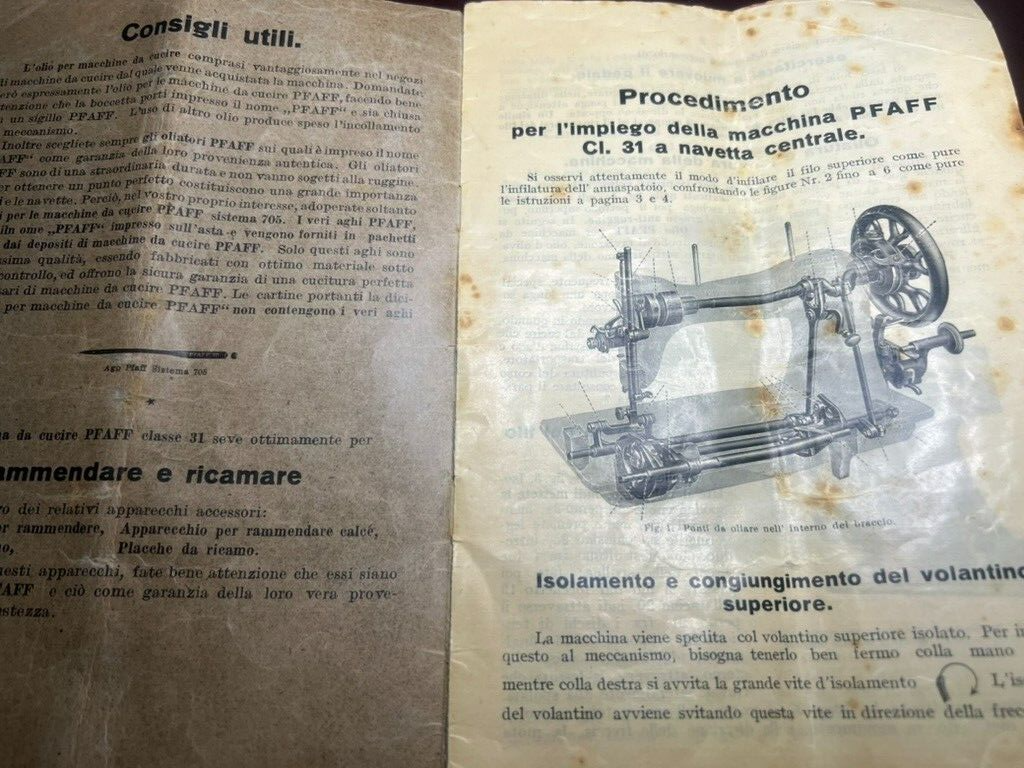 Consigli utili.
L'olio per macchine da cucire comprasi vantaggiosamente nel negozi
di macchine da cucire dal quale venne acquistata la macchina. Domandate
erò espressamente l'olio per le macchine da cucire PFAFF, facendo bene
tenzione che la boccetta porti impresso il nome „PFAFF“ e sia chiusa
n un sigillo PFAFF. L'uso di altro olio produce speso l'incollamento
meccanismo.
Inoltre scegliete sempre gli oliatori PFAFF sui quali è impreso il nome
AFF“ come garanzia della loro provenienza autentica. Gli oliatori
FF sono di una straordinaria durata e non vanno sogetti alla ruggine.
er ottenere un punto perfetto costituiscono una grande importanza
i e le navette. Perciò, nel vostro proprio interesse, adoperate soltanto
i per le macchine da cucire PFAFF sistema 705. I veri aghi PFAFF,
ome „PFAFF“ impresso sull'asta e vengono forniti in pachetti
dai depositi di macchine da cucire PFAFF. Solo questi aghi sono
sima qualità, essendo fabbricati con ottimo materiale sotto
controllo, ed offrono la sicura garanzia di una cucitura perfetta
tari di macchine da cucire PFAFF. Le cartine portanti la dici-
per macchine da cucire PFAFF“ non contengono i veri aghi
Ago Pfaff Sistema 705
*
a da cucire PFAFF classe 31 seve ottimamente per
ammendare e ricamare
o dei relativi apparecchi accessori:
or rammendere, Apparecchio per rammendare calcé,
o, Placche da ricamo.
uesti apparecchi, fate bene attenzione che essi siano
FAFF e ciò come garanzia della loro vera prove-
stezza.
Procedimento
per l'impiego della macchina PFAFF
Cl. 31 a navetta centrale.
Si osservi attentamente il modo d'infilare il filo superiore come pure
l'infilatura dell' annaspatoio, confrontando le figure Nr. 2 fino a 6 come pure
le istruzioni a pagina 3 e 4.
Fig. 1. Punti da oliare nell' interno del braccio.
Isolamento e congiungimento del volantino
superiore.
La macchina viene spedita col volantino superiore isolato. Per in
questo al meccanismo, bisogna tenerlo ben fermo colla mano
mentre colla destra si avvita la grande vite d'isolamento L'iso
del volantino avviene svitando questa vite in direzione della frec